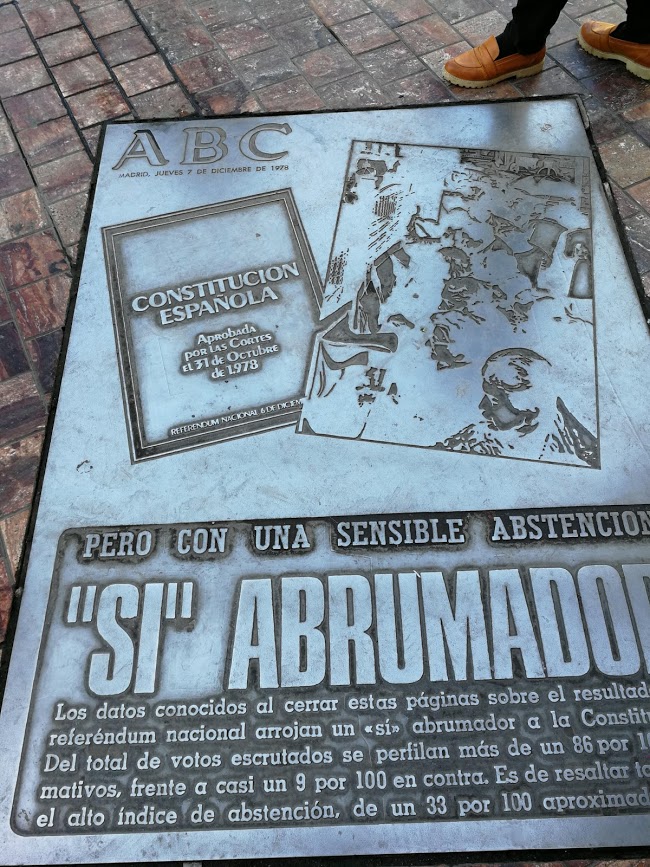 ABC
MADRID, JUEVES 7 DE DICIEMBRE DE 1978
CONSTITUCION
ESPAÑOLA
Aprobada
por las Cortes
el 31 de Octubre
de 1978
REFERENDUM NACIONAL 6 DE DICIEM
PERO CON UNA SENSIBLE ABSTENCION
"SI" ABRUMADOR
Los datos conocidos al cerrar estas páginas sobre el resultad
referéndum nacional arrojan un «sí» abrumador a la Constitu
Del total de votos escrutados se perfilan más de un 86 por 10
mativos, frente a casi un 9 por 100 en contra. Es de resaltar
el alto índice de abstención, de un 33 por 100 aproximad